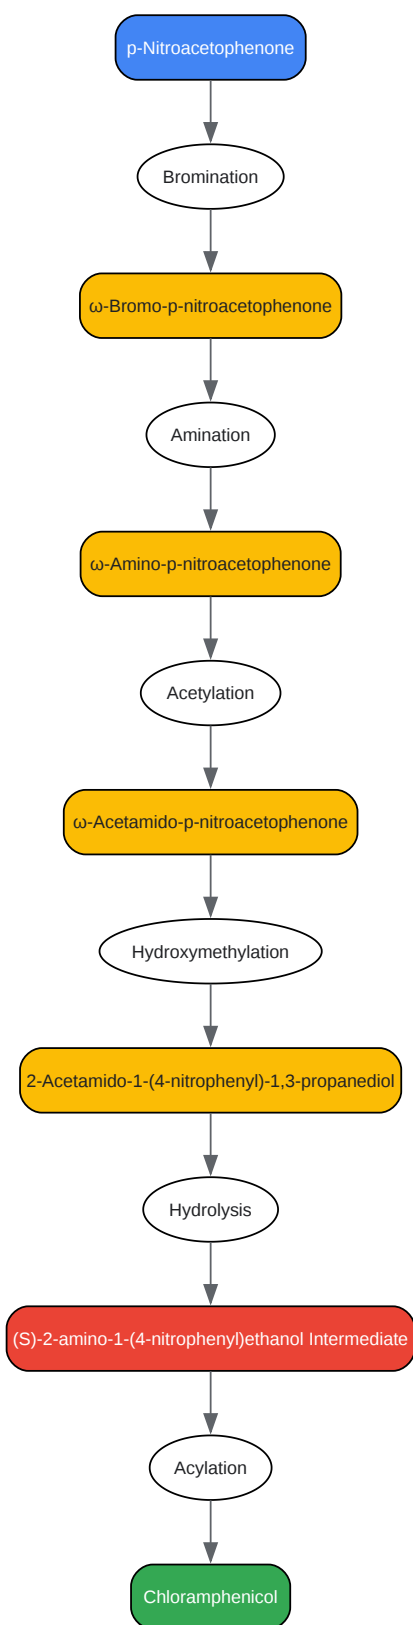 p-Nitroacetophenone
Bromination
ω-Bromo-p-nitroacetophenone
Amination
ω-Amino-p-nitroacetophenone
Acetylation
ω-Acetamido-p-nitroacetophenone
Hydroxymethylation
2-Acetamido-1-(4-nitrophenyl)-1,3-propanediol
Hydrolysis
(S)-2-amino-1-(4-nitrophenyl)ethanol Intermediate
Acylation
Chloramphenicol